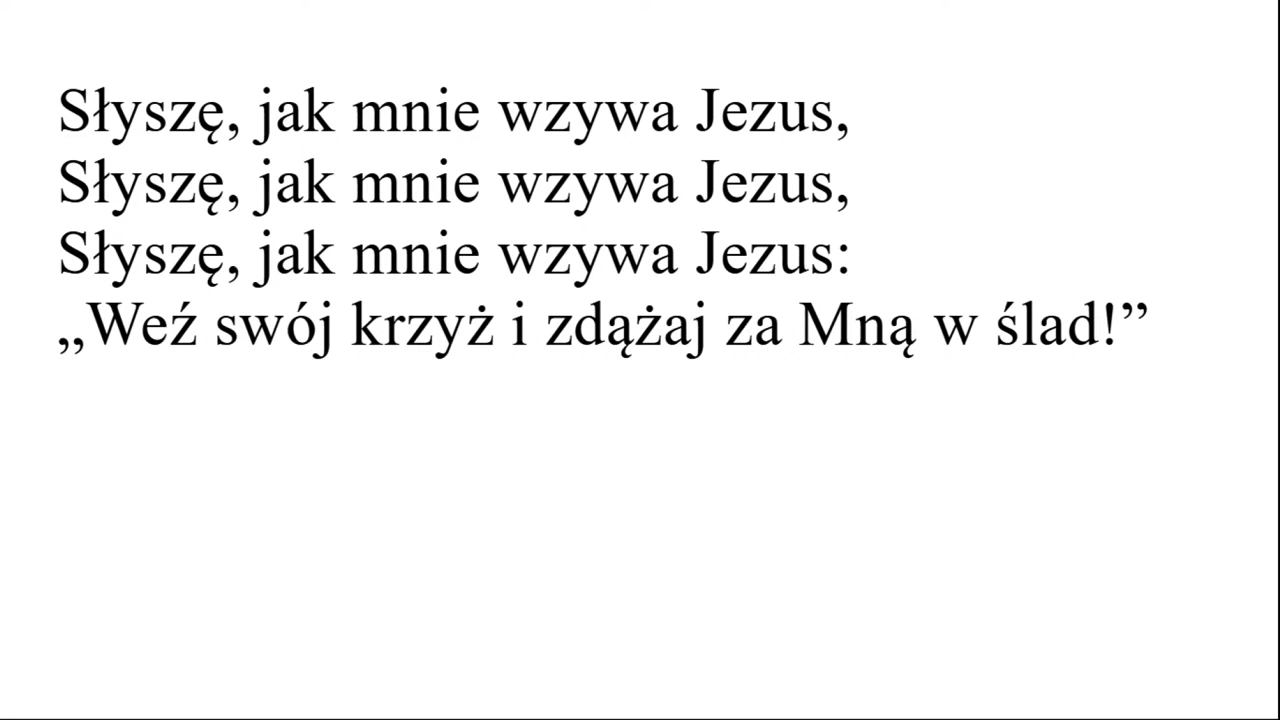 Słyszę, jak mnie wzywa Jezus,
Słyszę, jak mnie wzywa Jezus,
Słyszę, jak mnie wzywa Jezus:
„Weź swój krzyż i zdążaj za Mną w ślad!”